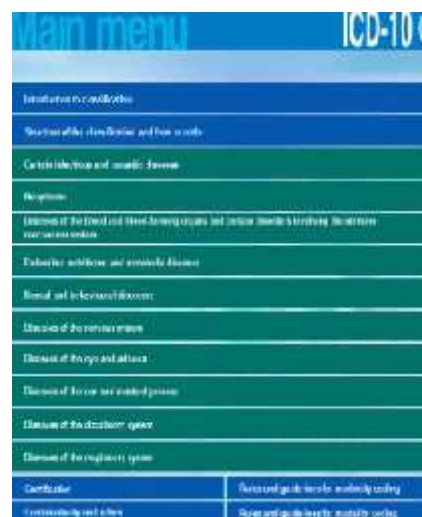 Main menu
ICD-10
Introduction to classification
Structure of the classification and how to code
Certain infectious and parasitic diseases
Neoplasms
Diseases of the blood and blood-forming organs and certain disorders involving the immune
Endocrine, nutritional and metabolic diseases
Mental and behavioural disorders
Diseases of the nervous system
Diseases of the eye and adnexa
Diseases of the ear and mastoid process
Diseases of the circulatory system
Diseases of the respiratory system
Certification
Rules and guidelines for mortality coding
Rules and guidelines for morbidity coding